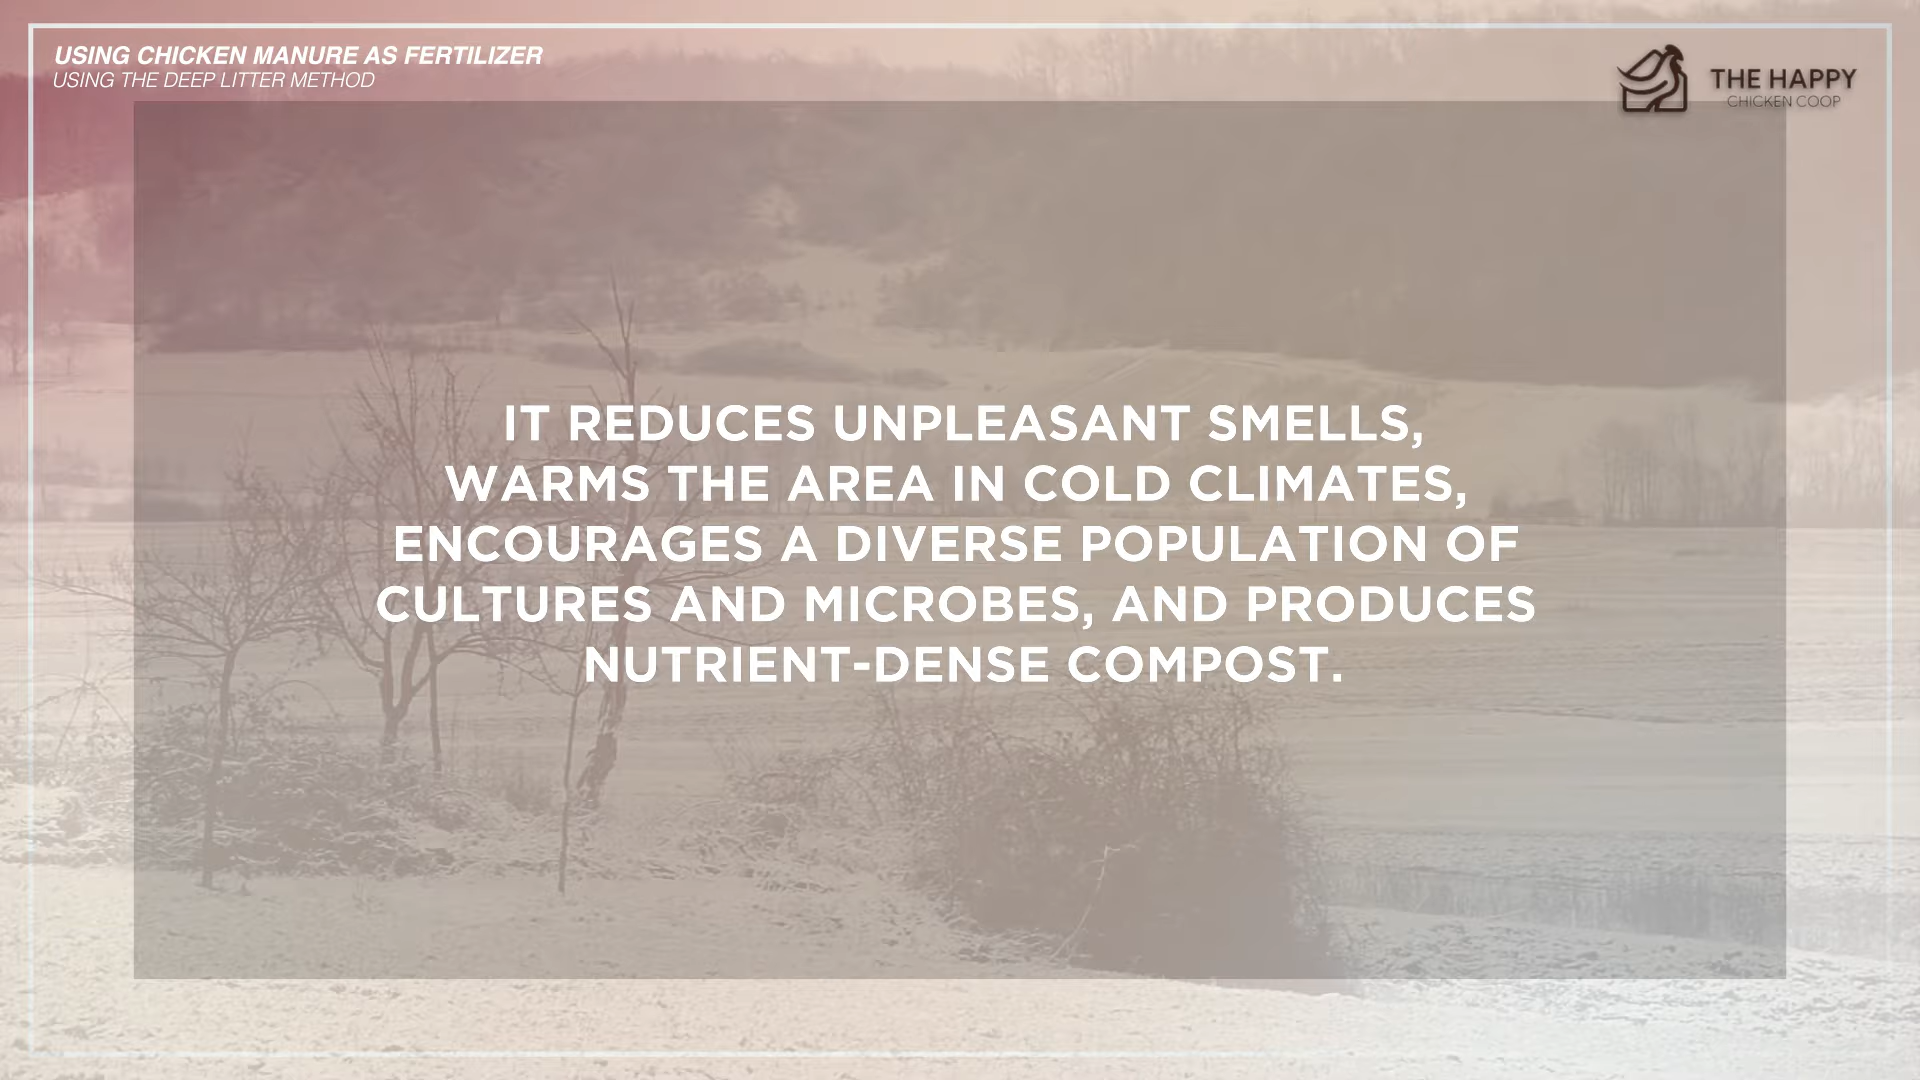 USING CHICKEN MANURE AS FERTILIZER
USING THE DEEP LITTER METHOD
THE HAPPY
CHICKEN COOP
IT REDUCES UNPLEASANT SMELLS,
WARMS THE AREA IN COLD CLIMATES,
ENCOURAGES A DIVERSE POPULATION OF
CULTURES AND MICROBES, AND PRODUCES
NUTRIENT-DENSE COMPOST.